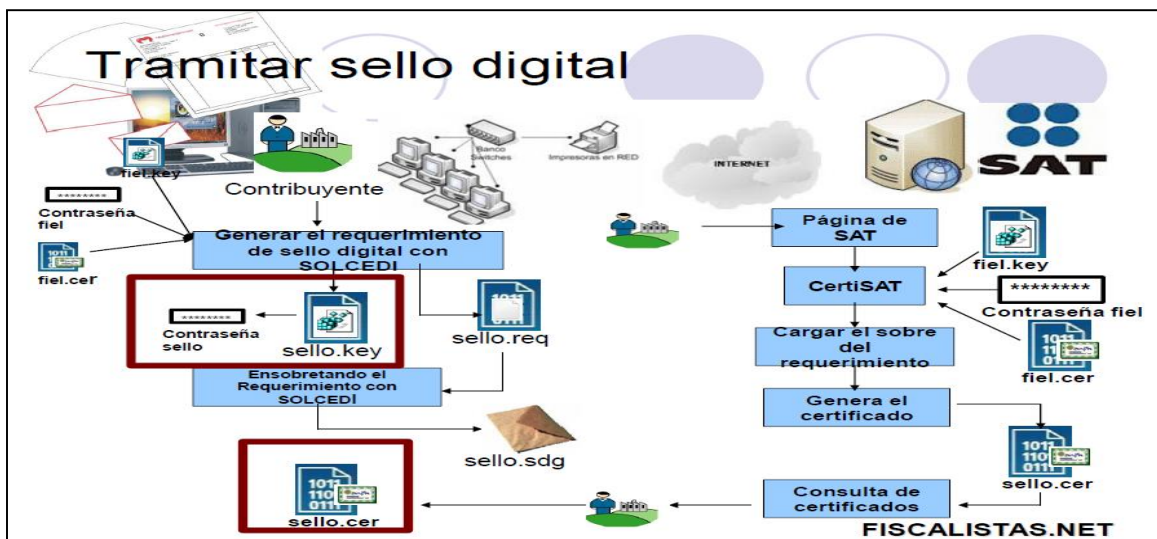 Tramitar sello digital
fiel.key
********
Contraseña
fiel
fiel.cer
Contribuyente
Banco
Switches
Impresoras en RED
INTERNET
SAT
Generar el requerimiento
de sello digital con
SOLCEDI
********
Contraseña
sello
sello.key
sello.req
Ensobretando el
Requerimiento con
SOLCEDI
sello.sdg
Página de
SAT
CertiSAT
fiel.key
********
Contraseña fiel
fiel.cer
Cargar el sobre
del
requerimiento
Genera el
certificado
sello.cer
Consulta de
certificados
sello.cer
FISCALISTAS.NET